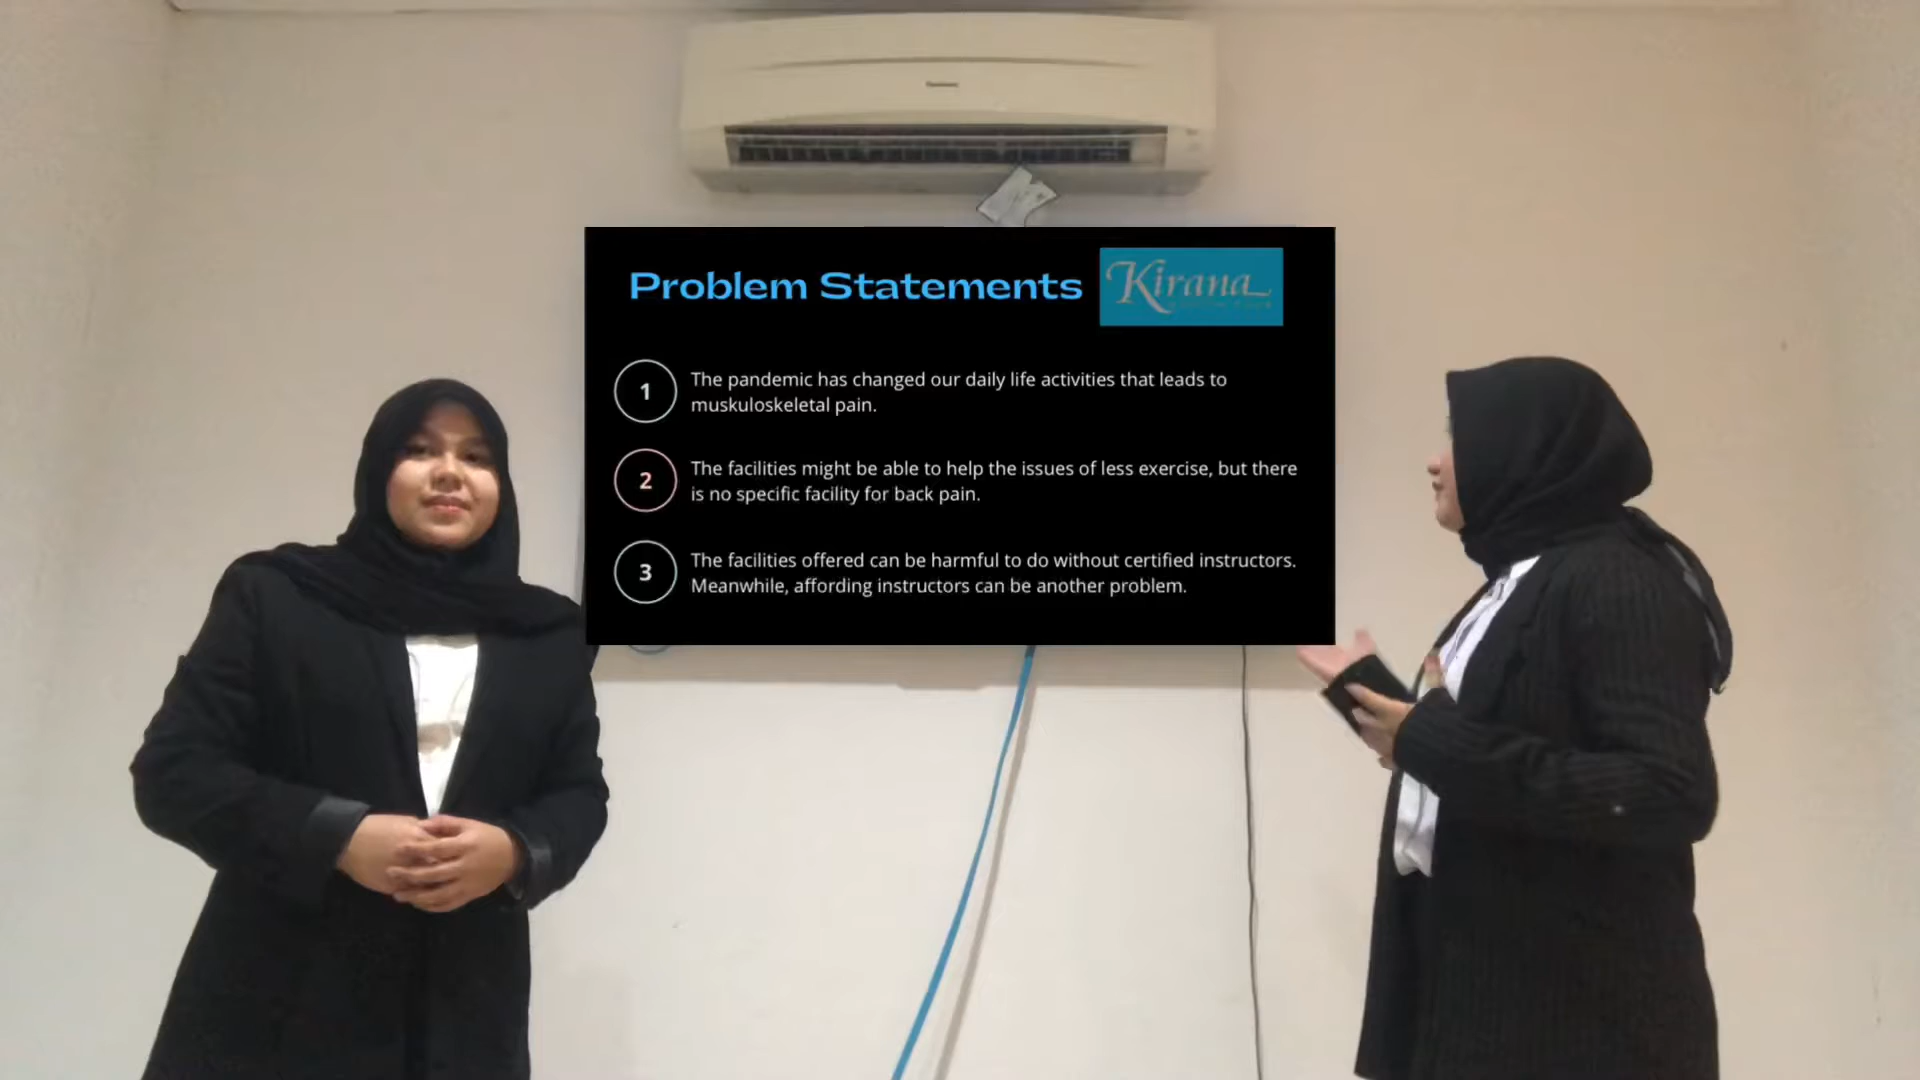 Problem Statements
Kirana
1
The pandemic has changed our daily life activities that leads to
muskuloskeletal pain.
2
The facilities might be able to help the issues of less exercise, but there
is no specific facility for back pain.
3
The facilities offered can be harmful to do without certified instructors.
Meanwhile, affording instructors can be another problem.